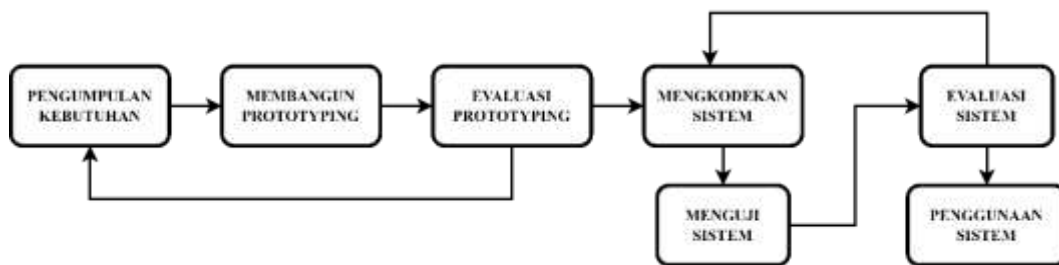 PENGUMPULAN
KEBUTUHAN
MEMBANGUN
PROTOTYPING
EVALUASI
PROTOTYPING
MENGKODEKAN
SISTEM
EVALUASI
SISTEM
MENGUJI
SISTEM
PENGGUNAAN
SISTEM